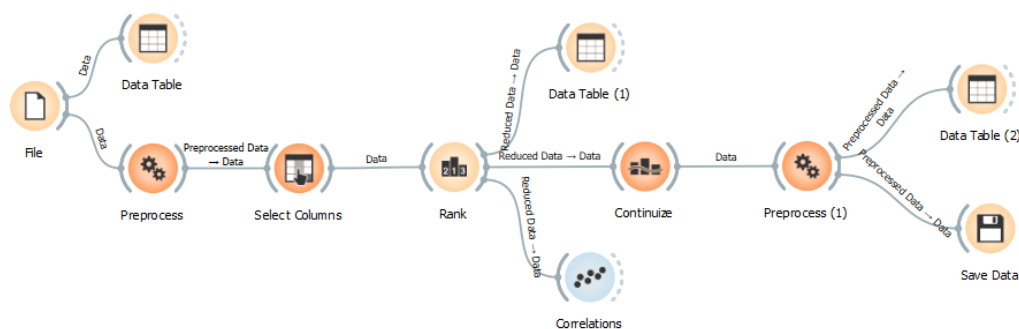 Data
Data Table
File
Data
Preprocess
Preprocessed Data
→ Data
Select Columns
Data
213
Rank
Reduced Data → Data
Data Table (1)
Reduced Data → Data
Reduced Data → Data
Correlations
Continuize
Data
Preprocess (1)
Preprocessed Data →
Data
Data Table (2)
Preprocessed Data → Data
Save Data